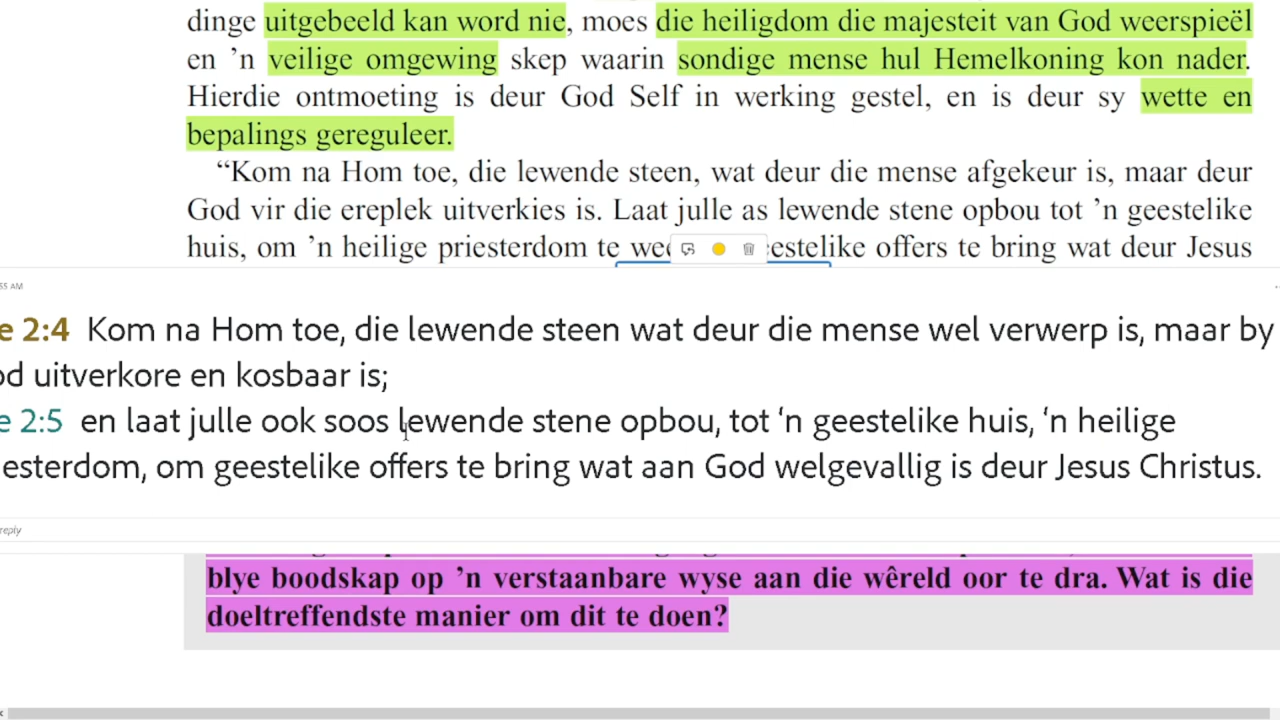 dinge uitgebeeld kan word nie, moes die heiligdom die majesteit van God weerspieël
en ’n veilige omgewing skep waarin sondige mense hul Hemelkoning kon nader.
Hierdie ontmoeting is deur God Self in werking gestel, en is deur sy wette en
bepalings gereguleer.
“Kom na Hom toe, die lewende steen, wat deur die mense afgekeur is, maar deur
God vir die ereplek uitverkies is. Laat julle as lewende stene opbou tot ’n geestelike
huis, om ’n heilige priesterdom te offers te bring wat deur Jesus
55 AM
e 2:4 Kom na Hom toe, die lewende steen wat deur die mense wel verwerp is, maar by
od uitverkore en kosbaar is;
e 2:5 en laat julle ook soos lewende stene opbou, tot ‘n geestelike huis, ‘n heilige
esterdom, om geestelike offers te bring wat aan God welgevallig is deur Jesus Christus.
reply
blye boodskap op ’n verstaanbare wyse aan die wêreld oor te dra. Wat is die
doeltreffendste manier om dit te doen?